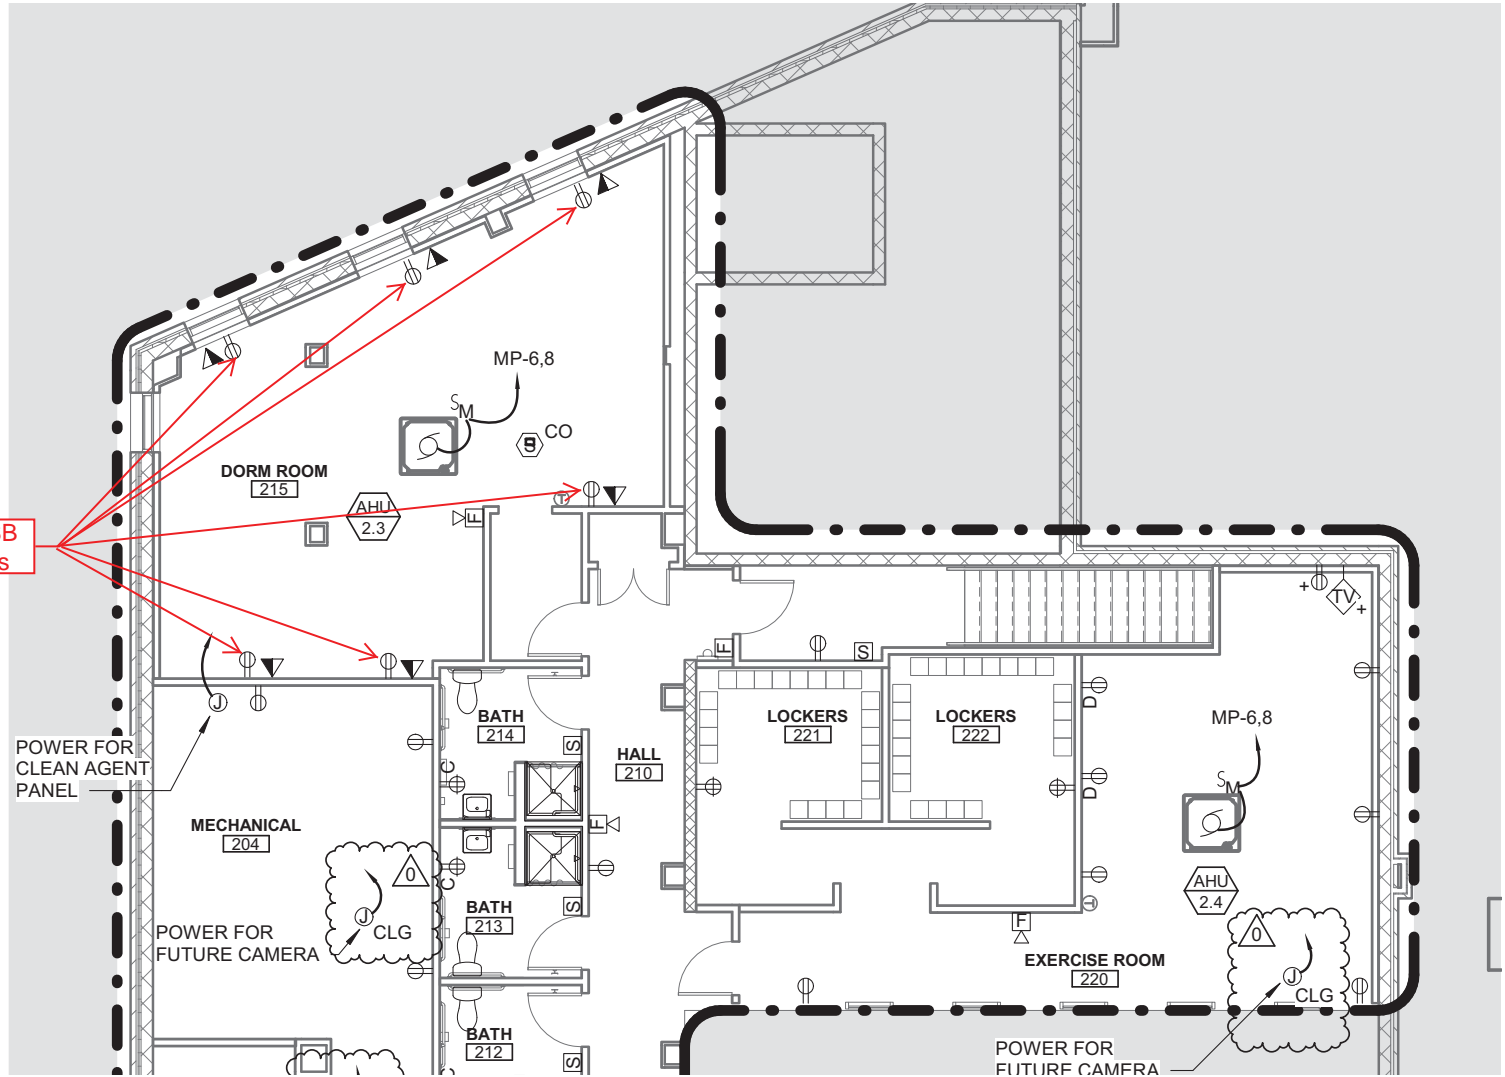 MP-6,8
S
M
CO
DORM ROOM
215
AHU
2.3
T
F
B
s
TV
+
+
F
S
J
POWER FOR
CLEAN AGENT
PANEL
BATH
214
S
HALL
210
LOCKERS
221
LOCKERS
222
D
MP-6,8
C
D
S
M
MECHANICAL
204
F
0
C
J
CLG
POWER FOR
FUTURE CAMERA
BATH
213
S
AHU
2.4
T
F
0
EXERCISE ROOM
220
J
CLG
BATH
212
S
C
POWER FOR
FUTURE CAMERA